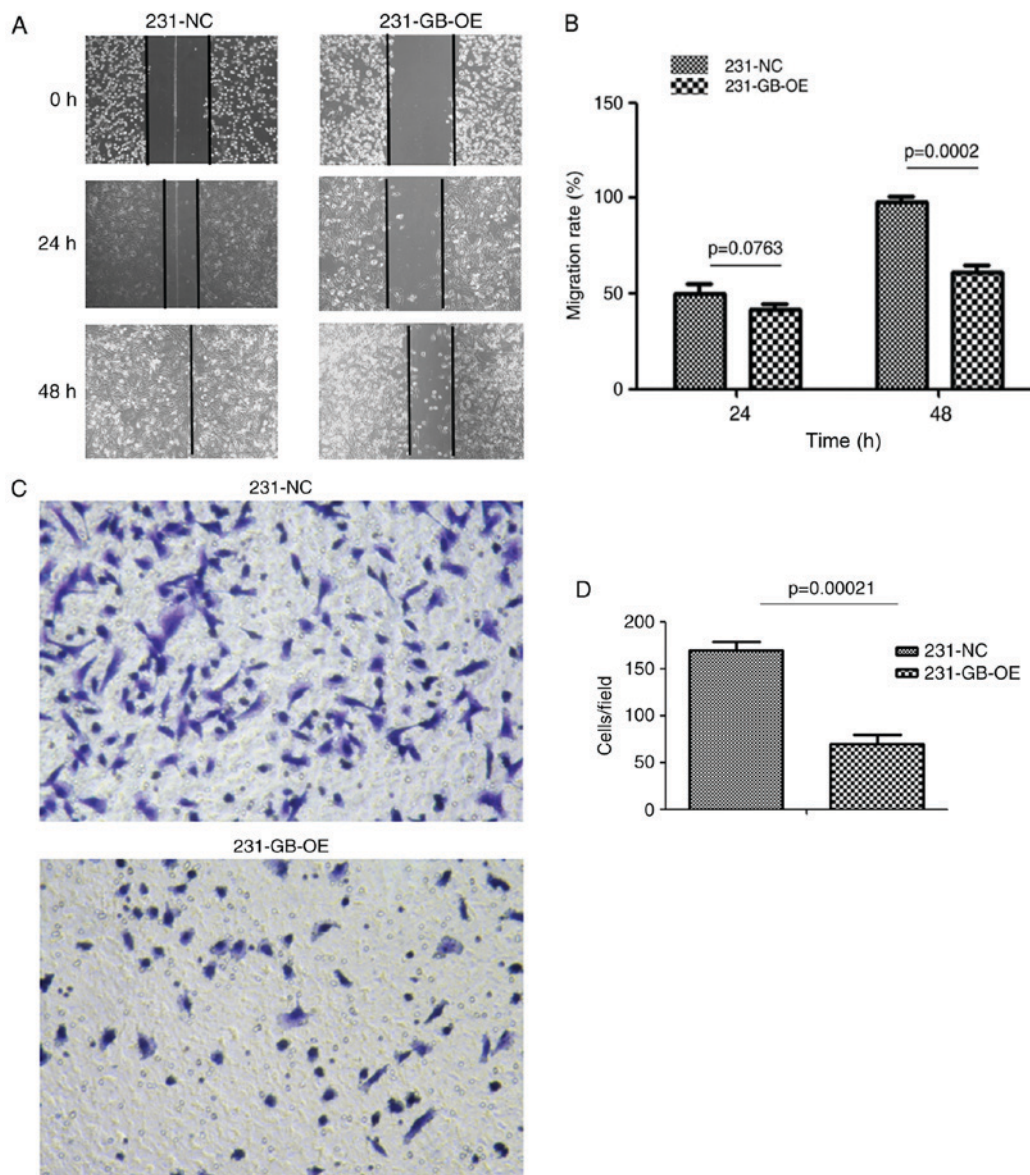 A
231-NC
231-GB-OE
0 h
24 h
48 h
B
231-NC
231-GB-OE
150
100
50
0
p=0.0763
p=0.0002
Migration rate (%)
24
48
Time (h)
C
231-NC
231-GB-OE
D
p=0.00021
200
150
100
50
0
Cells/field
231-NC
231-GB-OE